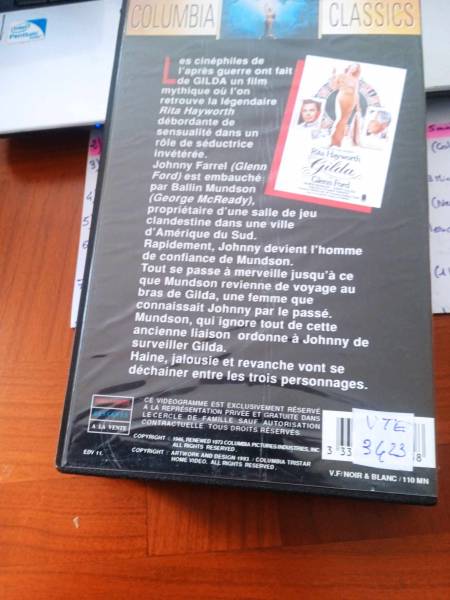 COLUMBIA CLASSICS
Les cinéphiles de
l'après guerre ont fait
de GILDA un film
mythique où l'on
retrouve la légendaire
Rita Hayworth
débordante de
sensualité dans un
rôle de séductrice
invétérée.
Johnny Farrel (Glenn
Ford) est embauché
par Ballin Mundson
(George McReady),
propriétaire d'une salle de jeu
clandestine dans une ville
d'Amérique du Sud.
Rapidement, Johnny devient l'homme
de confiance de Mundson.
Tout se passe à merveille jusqu'à ce
que Mundson revienne de voyage au
bras de Gilda, une femme que
connaissait Johnny par le passé.
Mundson, qui ignore tout de cette
ancienne liaison ordonne à Johnny de
surveiller Gilda.
Haine, jalousie et revanche vont se
déchainer entre les trois personnages.
Rita Hayworth
Gilda
Glenn Ford
A LA VENTE
CE VIDEOGRAMME EST EXCLUSIVEMENT RÉSERVÉ
A LA REPRÉSENTATION PRIVÉE ET GRATUITE DANS
LE CERCLE DE FAMILLE SAUF AUTORISATION
CONTRACTUELLE TOUS DROITS RÉSERVÉS
COPYRIGHT : 1946, RENEWED 1973 COLUMBIA PICTURES INDUSTRIES, INC
ALL RIGHTS RESERVED
EDV 11.
COPYRIGHT : ARTWORK AND DESIGN 1993 / COLUMBIA TRISTAR
HOME VIDEO. ALL RIGHTS RESERVED.
VTE
3423
3 33
8
V.F/ NOIR & BLANC / 110 MN